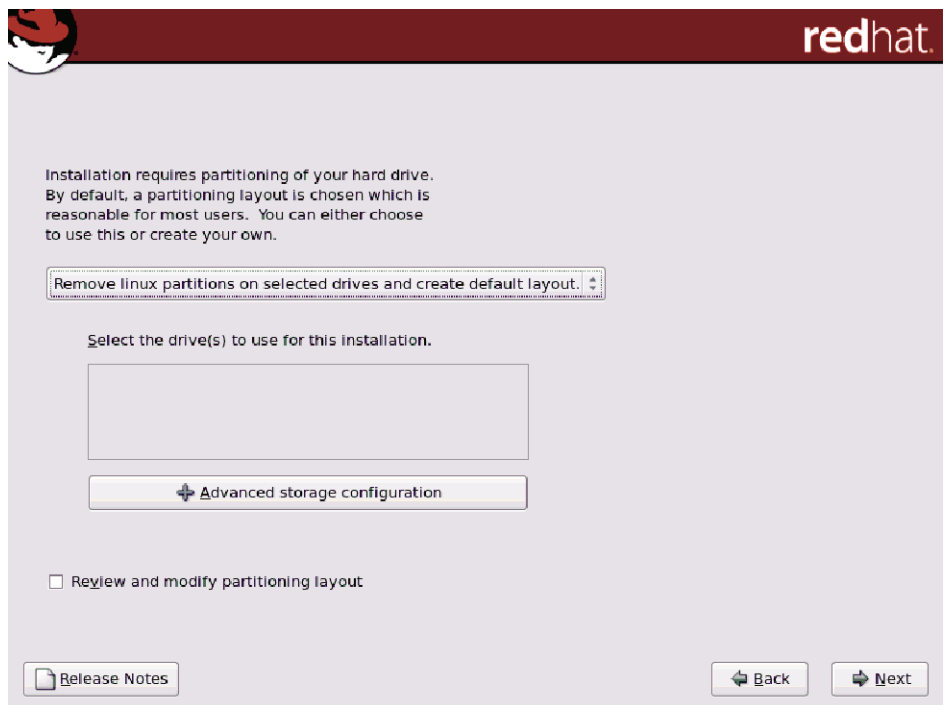 redhat.
Installation requires partitioning of your hard drive.
By default, a partitioning layout is chosen which is
reasonable for most users.  You can either choose
to use this or create your own.
Remove linux partitions on selected drives and create default layout.
Select the drive(s) to use for this installation.
Advanced storage configuration
Review and modify partitioning layout
Release Notes
Back
Next